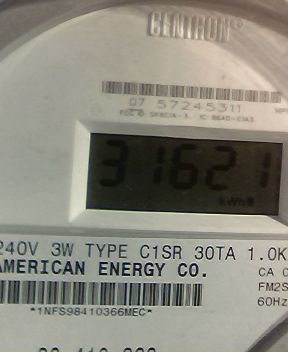 CENTRON®
07 57245311
31621
kWh
240V 3W TYPE C1SR 30TA 1.0K
AMERICAN ENERGY CO.
CA
FM2S
60Hz
*1NFS98410366MEC*